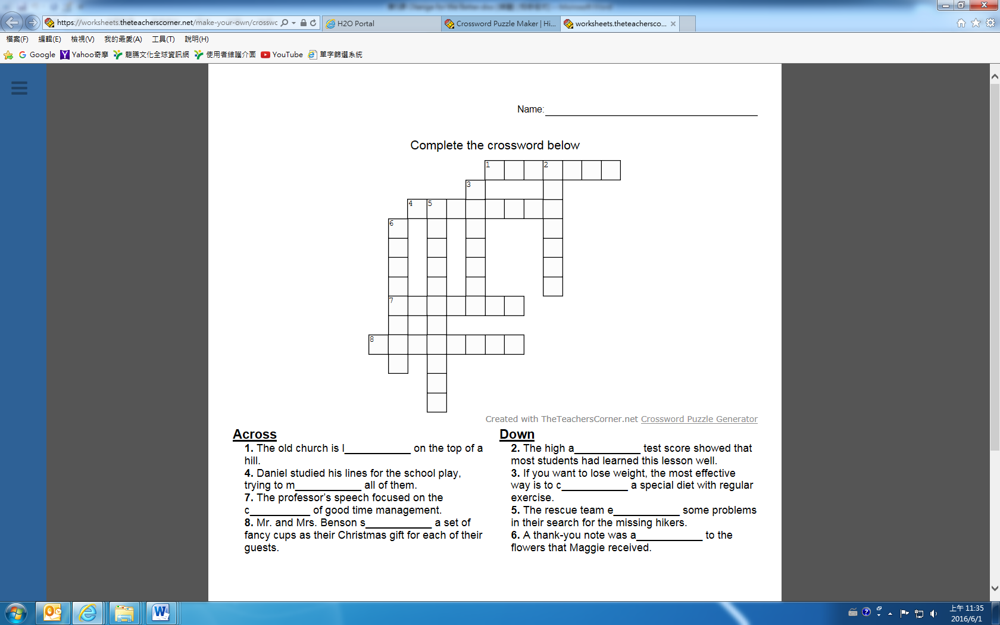 https://worksheets.theteacherscorner.net/make-your-own/crosswc
H2O Portal
Crossword Puzzle Maker | Hi...
worksheets.theteachersco...
檔案(F) 編輯(E) 檢視(V) 我的最愛(A) 工具(T) 說明(H)
Google Yahoo奇摩 龍騰文化全球資訊網 使用者維護介面 YouTube 單字篩選系統
Name:
Complete the crossword below
1 2
3
4 5
6
7
8
Created with TheTeachersCorner.net Crossword Puzzle Generator
Across
1. The old church is l___________ on the top of a
hill.
4. Daniel studied his lines for the school play,
trying to m___________ all of them.
7. The professor's speech focused on the
c__________ of good time management.
8. Mr. and Mrs. Benson s___________ a set of
fancy cups as their Christmas gift for each of their
guests.
Down
2. The high a___________ test score showed that
most students had learned this lesson well.
3. If you want to lose weight, the most effective
way is to c___________ a special diet with regular
exercise.
5. The rescue team e___________ some problems
in their search for the missing hikers.
6. A thank-you note was a___________ to the
flowers that Maggie received.
上午 11:35
2016/6/1